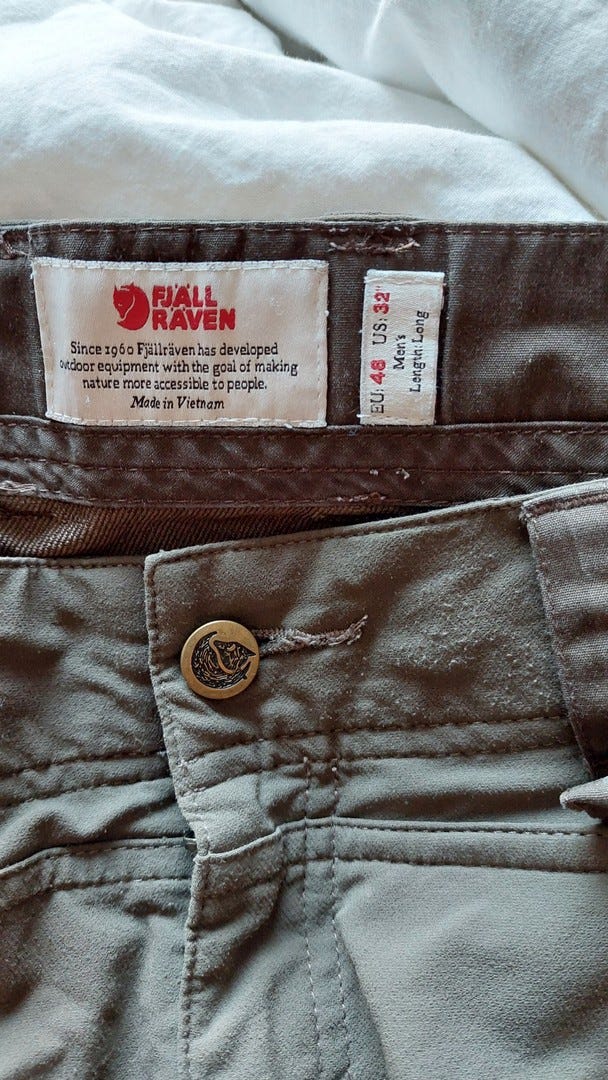 FJÄLL
RÄVEN
Since 1960 Fjällräven has developed
outdoor equipment with the goal of making
nature more accessible to people.
Made in Vietnam
EU: 48 US: 32"
Men's
Length: Long